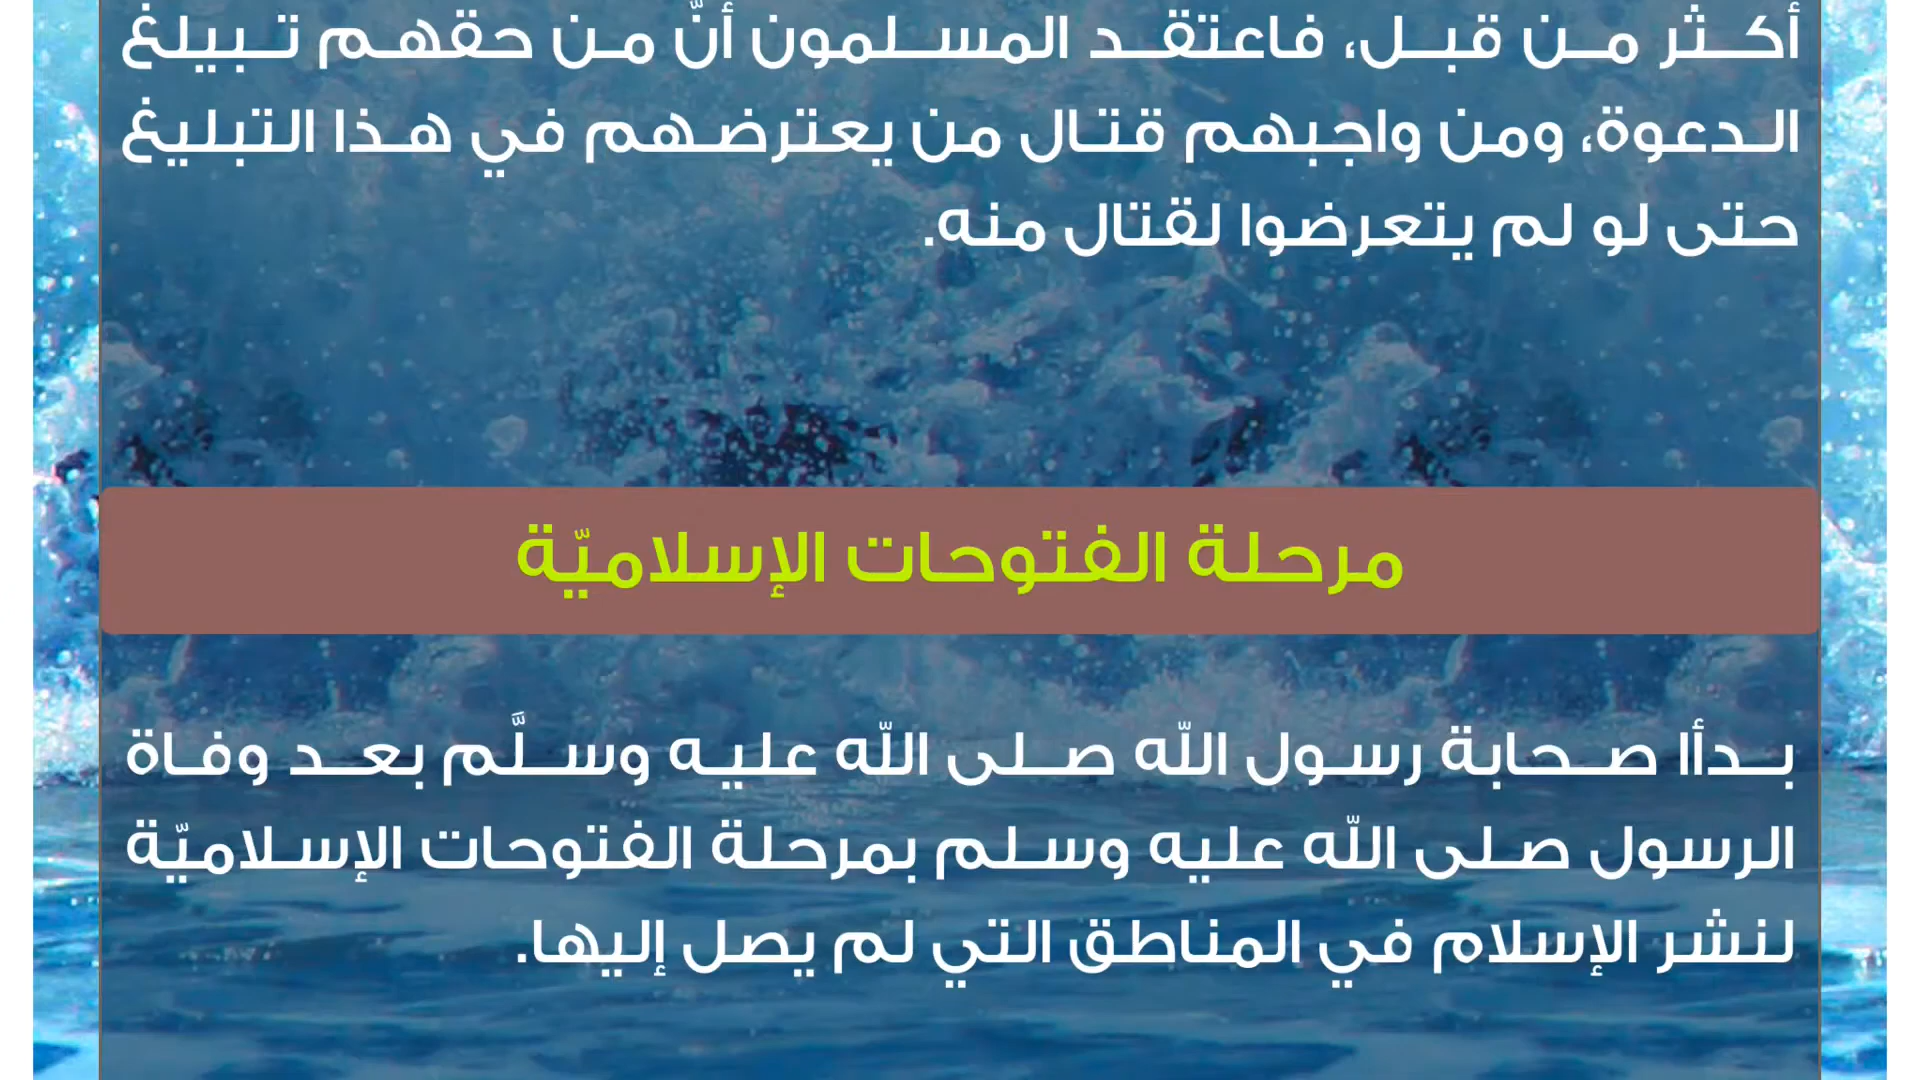 أكثر من قبل، فاعتقد المسلمون أنّ من حقهم تبيلغ
الدعوة، ومن واجبهم قتال من يعترضهم في هذا التبليغ
حتى لو لم يتعرضوا لقتال منه.
مرحلة الفتوحات الإسلاميّة
بدأا صحابة رسول اللّه صلى اللّه عليه وسلَّم بعد وفاة
الرسول صلى اللّه عليه وسلم بمرحلة الفتوحات الإسلاميّة
لنشر الإسلام في المناطق التي لم يصل إليها.